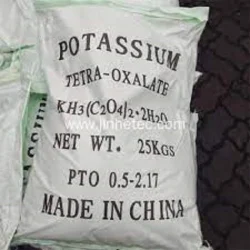 POTASSIUM
TETRA-OXALATE
KH3(C2O4)2·2H2O
www.jinhetec.com
NET WT. 25KGS
PTO 0.5-2.17
MADE IN CHINA